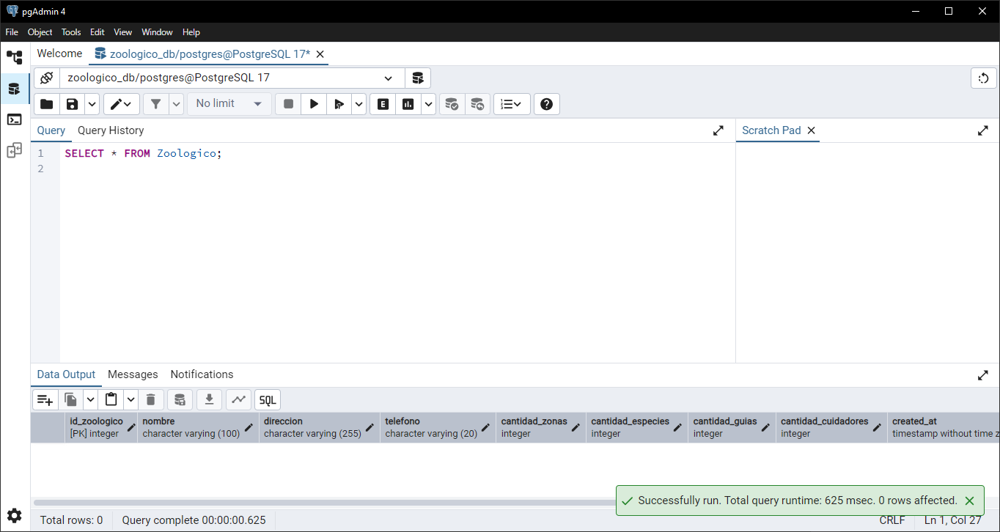 pgAdmin 4
File Object Tools Edit View Window Help
Welcome zoologico_db/postgres@PostgreSQL 17*
zoologico_db/postgres@PostgreSQL 17
No limit
Query Query History
Scratch Pad
1 SELECT * FROM Zoologico;
2
Data Output Messages Notifications
SQL
id_zoologico nombre direccion telefono cantidad_zonas cantidad_especies cantidad_guias cantidad_cuidadores created_at
[PK] integer character varying (100) character varying (255) character varying (20) integer integer integer integer timestamp without time z
Successfully run. Total query runtime: 625 msec. 0 rows affected.
Total rows: 0 Query complete 00:00:00.625 CRLF Ln 1, Col 27